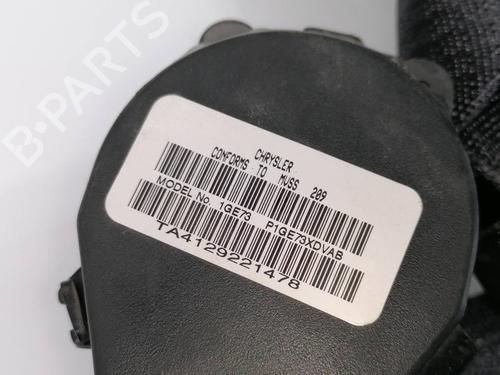 B-PARTS
CHRYSLER
CONFORMS TO MVSS 209
MODEL No. 1GE73 P1GE73XDVAB
TA4129221478